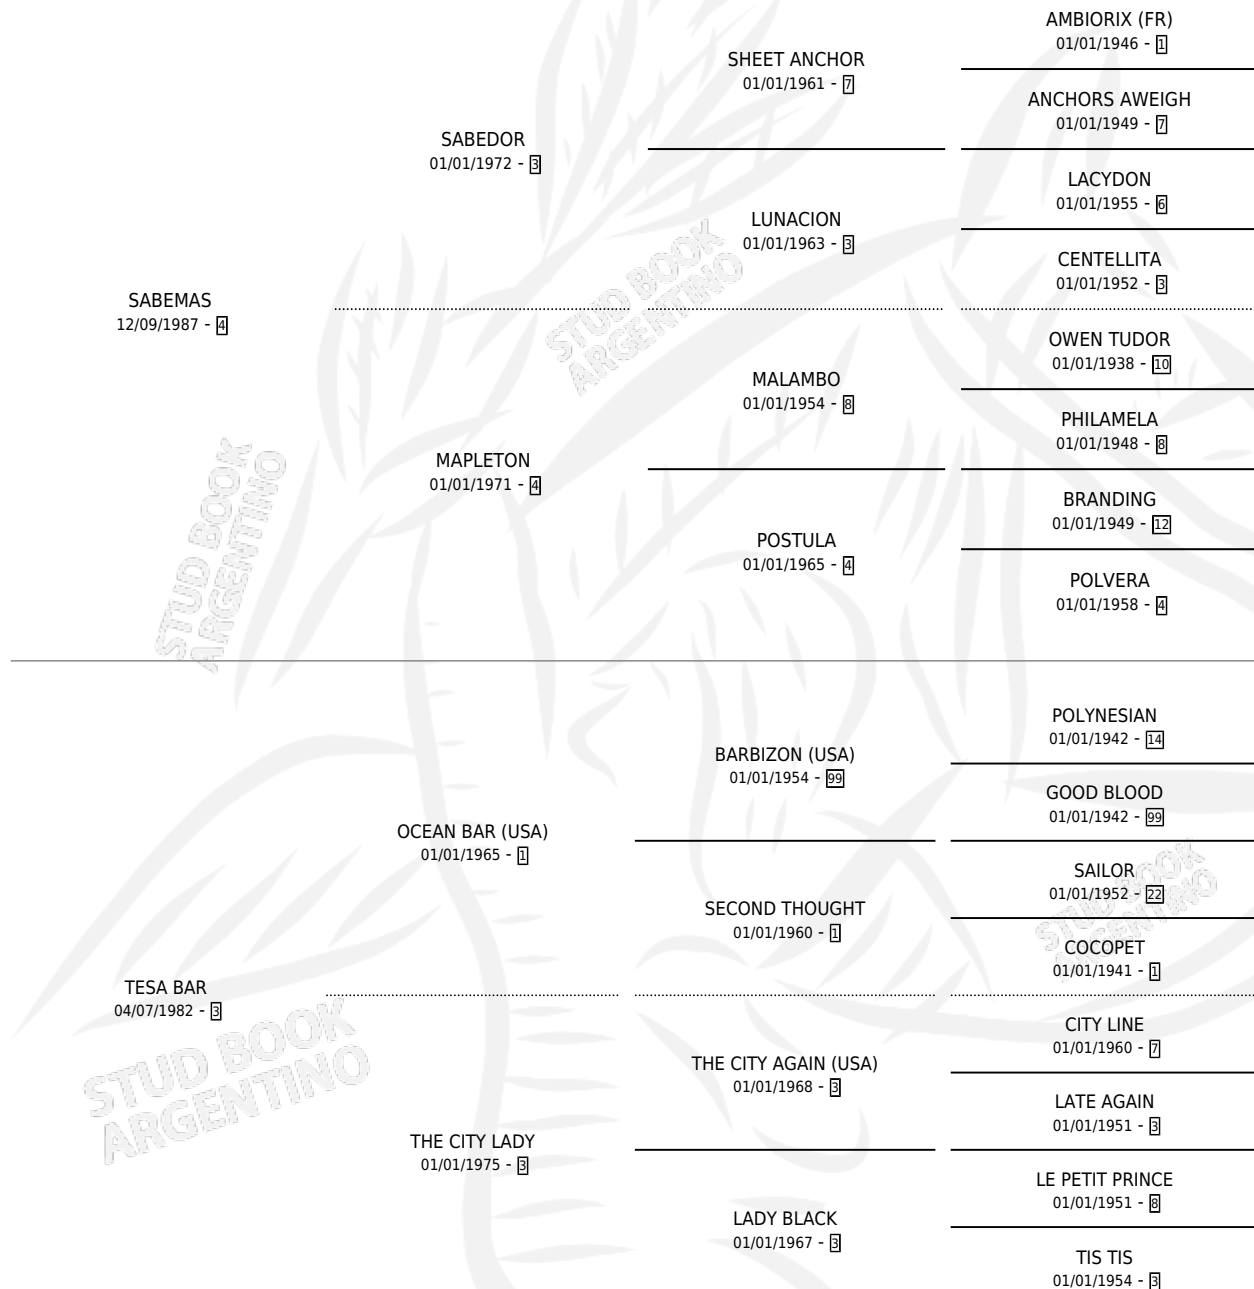 AMBIORIX (FR)
01/01/1946 - 1
SHEET ANCHOR
01/01/1961 - 7
ANCHORS AWEIGH
01/01/1949 - 7
SABEDOR
01/01/1972 - 3
LACYDON
01/01/1955 - 6
LUNACION
01/01/1963 - 3
CENTELLITA
01/01/1952 - 3
SABEMAS
12/09/1987 - 4
STUD BOOK
ARGENTINO
OWEN TUDOR
01/01/1938 - 10
MALAMBO
01/01/1954 - 8
PHILAMELA
01/01/1948 - 8
MAPLETON
01/01/1971 - 4
BRANDING
01/01/1949 - 12
POSTULA
01/01/1965 - 4
POLVERA
01/01/1958 - 4
STUD BOOK
ARGENTINO
POLYNESIAN
01/01/1942 - 14
BARBIZON (USA)
01/01/1954 - 99
GOOD BLOOD
01/01/1942 - 99
OCEAN BAR (USA)
01/01/1965 - 1
SAILOR
01/01/1952 - 22
SECOND THOUGHT
01/01/1960 - 1
STUD BOOK
ARGENTINO
COCOPET
01/01/1941 - 1
TESA BAR
04/07/1982 - 3
CITY LINE
01/01/1960 - 7
THE CITY AGAIN (USA)
01/01/1968 - 3
STUD BOOK
ARGENTINO
LATE AGAIN
01/01/1951 - 3
THE CITY LADY
01/01/1975 - 3
LE PETIT PRINCE
01/01/1951 - 8
LADY BLACK
01/01/1967 - 3
TIS TIS
01/01/1954 - 3